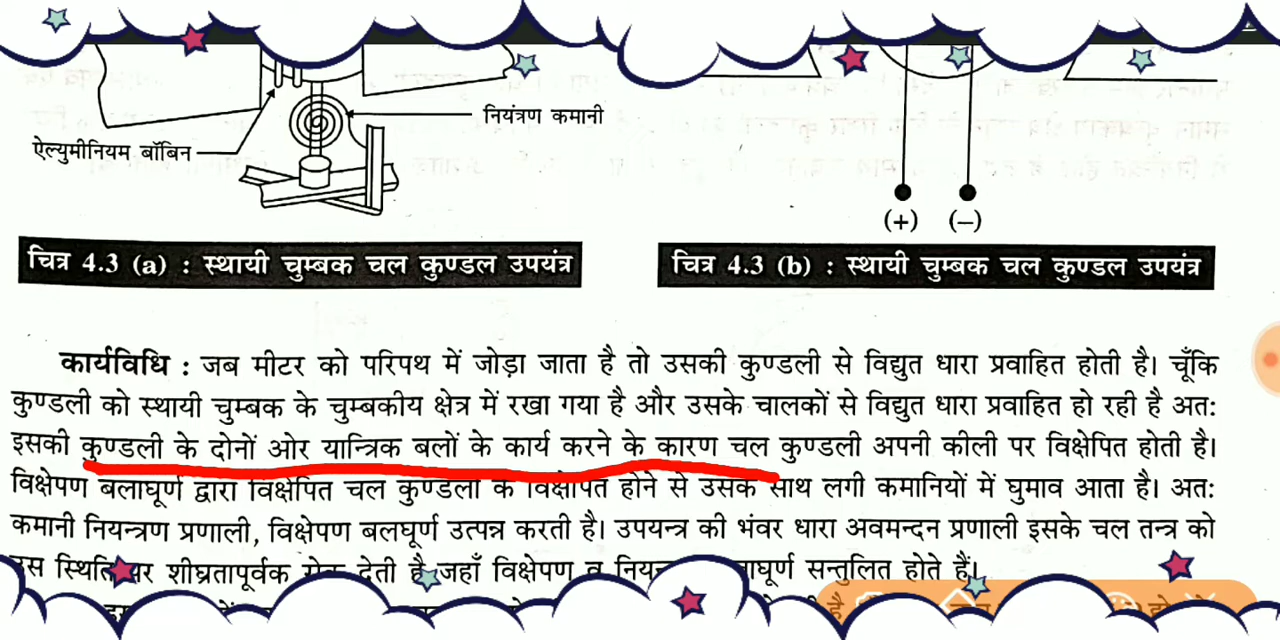 नियंत्रण कमानी
ऐल्युमीनियम बॉबिन
(+) (–)
चित्र 4.3 (a) : स्थायी चुम्बक चल कुण्डल उपयंत्र
चित्र 4.3 (b) : स्थायी चुम्बक चल कुण्डल उपयंत्र
कार्यविधि : जब मीटर को परिपथ में जोड़ा जाता है तो उसकी कुण्डली से विद्युत धारा प्रवाहित होती है। चूँकि
कुण्डली को स्थायी चुम्बक के चुम्बकीय क्षेत्र में रखा गया है और उसके चालकों से विद्युत धारा प्रवाहित हो रही है अत:
इसकी कुण्डली के दोनों ओर यान्त्रिक बलों के कार्य करने के कारण चल कुण्डली अपनी कीली पर विक्षेपित होती है।
विक्षेपण बलाघूर्ण द्वारा विक्षेपित चल कुण्डली के विक्षेपित होने से उसके साथ लगी कमानियों में घुमाव आता है। अत:
कमानी नियन्त्रण प्रणाली, विक्षेपण बलघूर्ण उत्पन्न करती है। उपयन्त्र की भंवर धारा अवमन्दन प्रणाली इसके चल तन्त्र को
उस स्थिति पर शीघ्रतापूर्वक रोक देती है जहाँ विक्षेपण व सन्तुलित होते हैं।